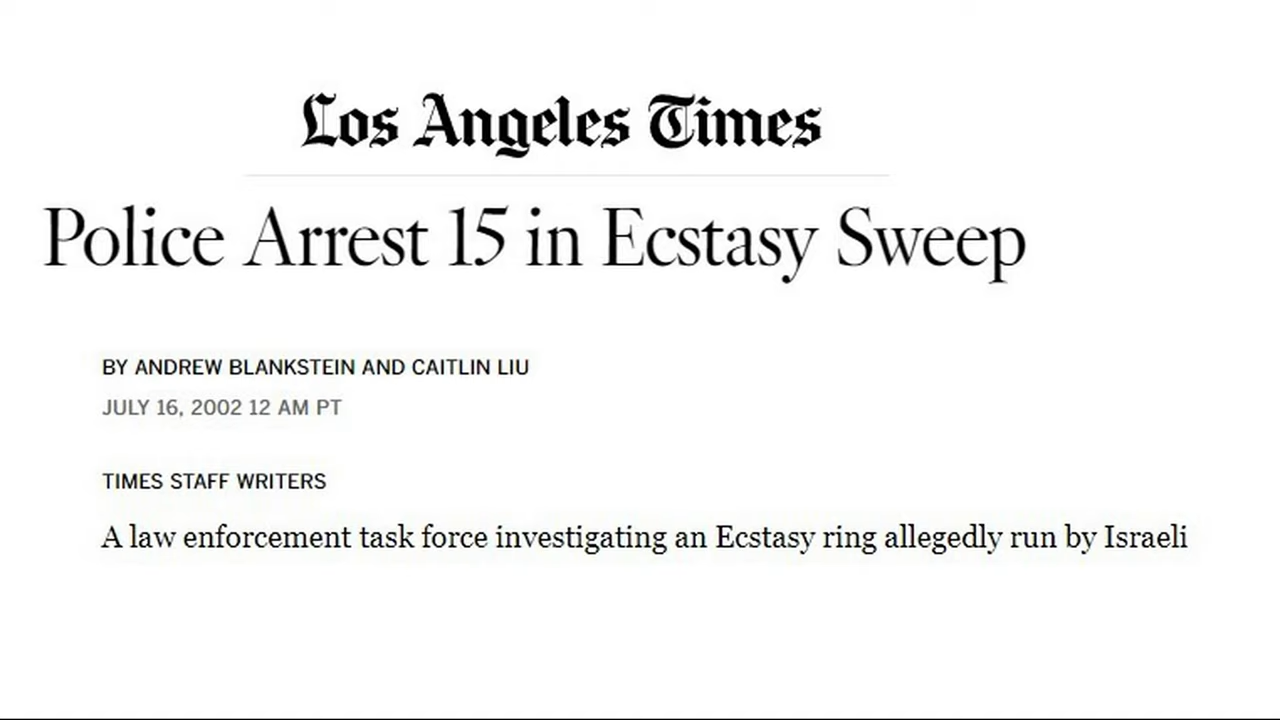 Los Angeles Times
Police Arrest 15 in Ecstasy Sweep
BY ANDREW BLANKSTEIN AND CAITLIN LIU
JULY 16, 2002 12 AM PT
TIMES STAFF WRITERS
A law enforcement task force investigating an Ecstasy ring allegedly run by Israeli